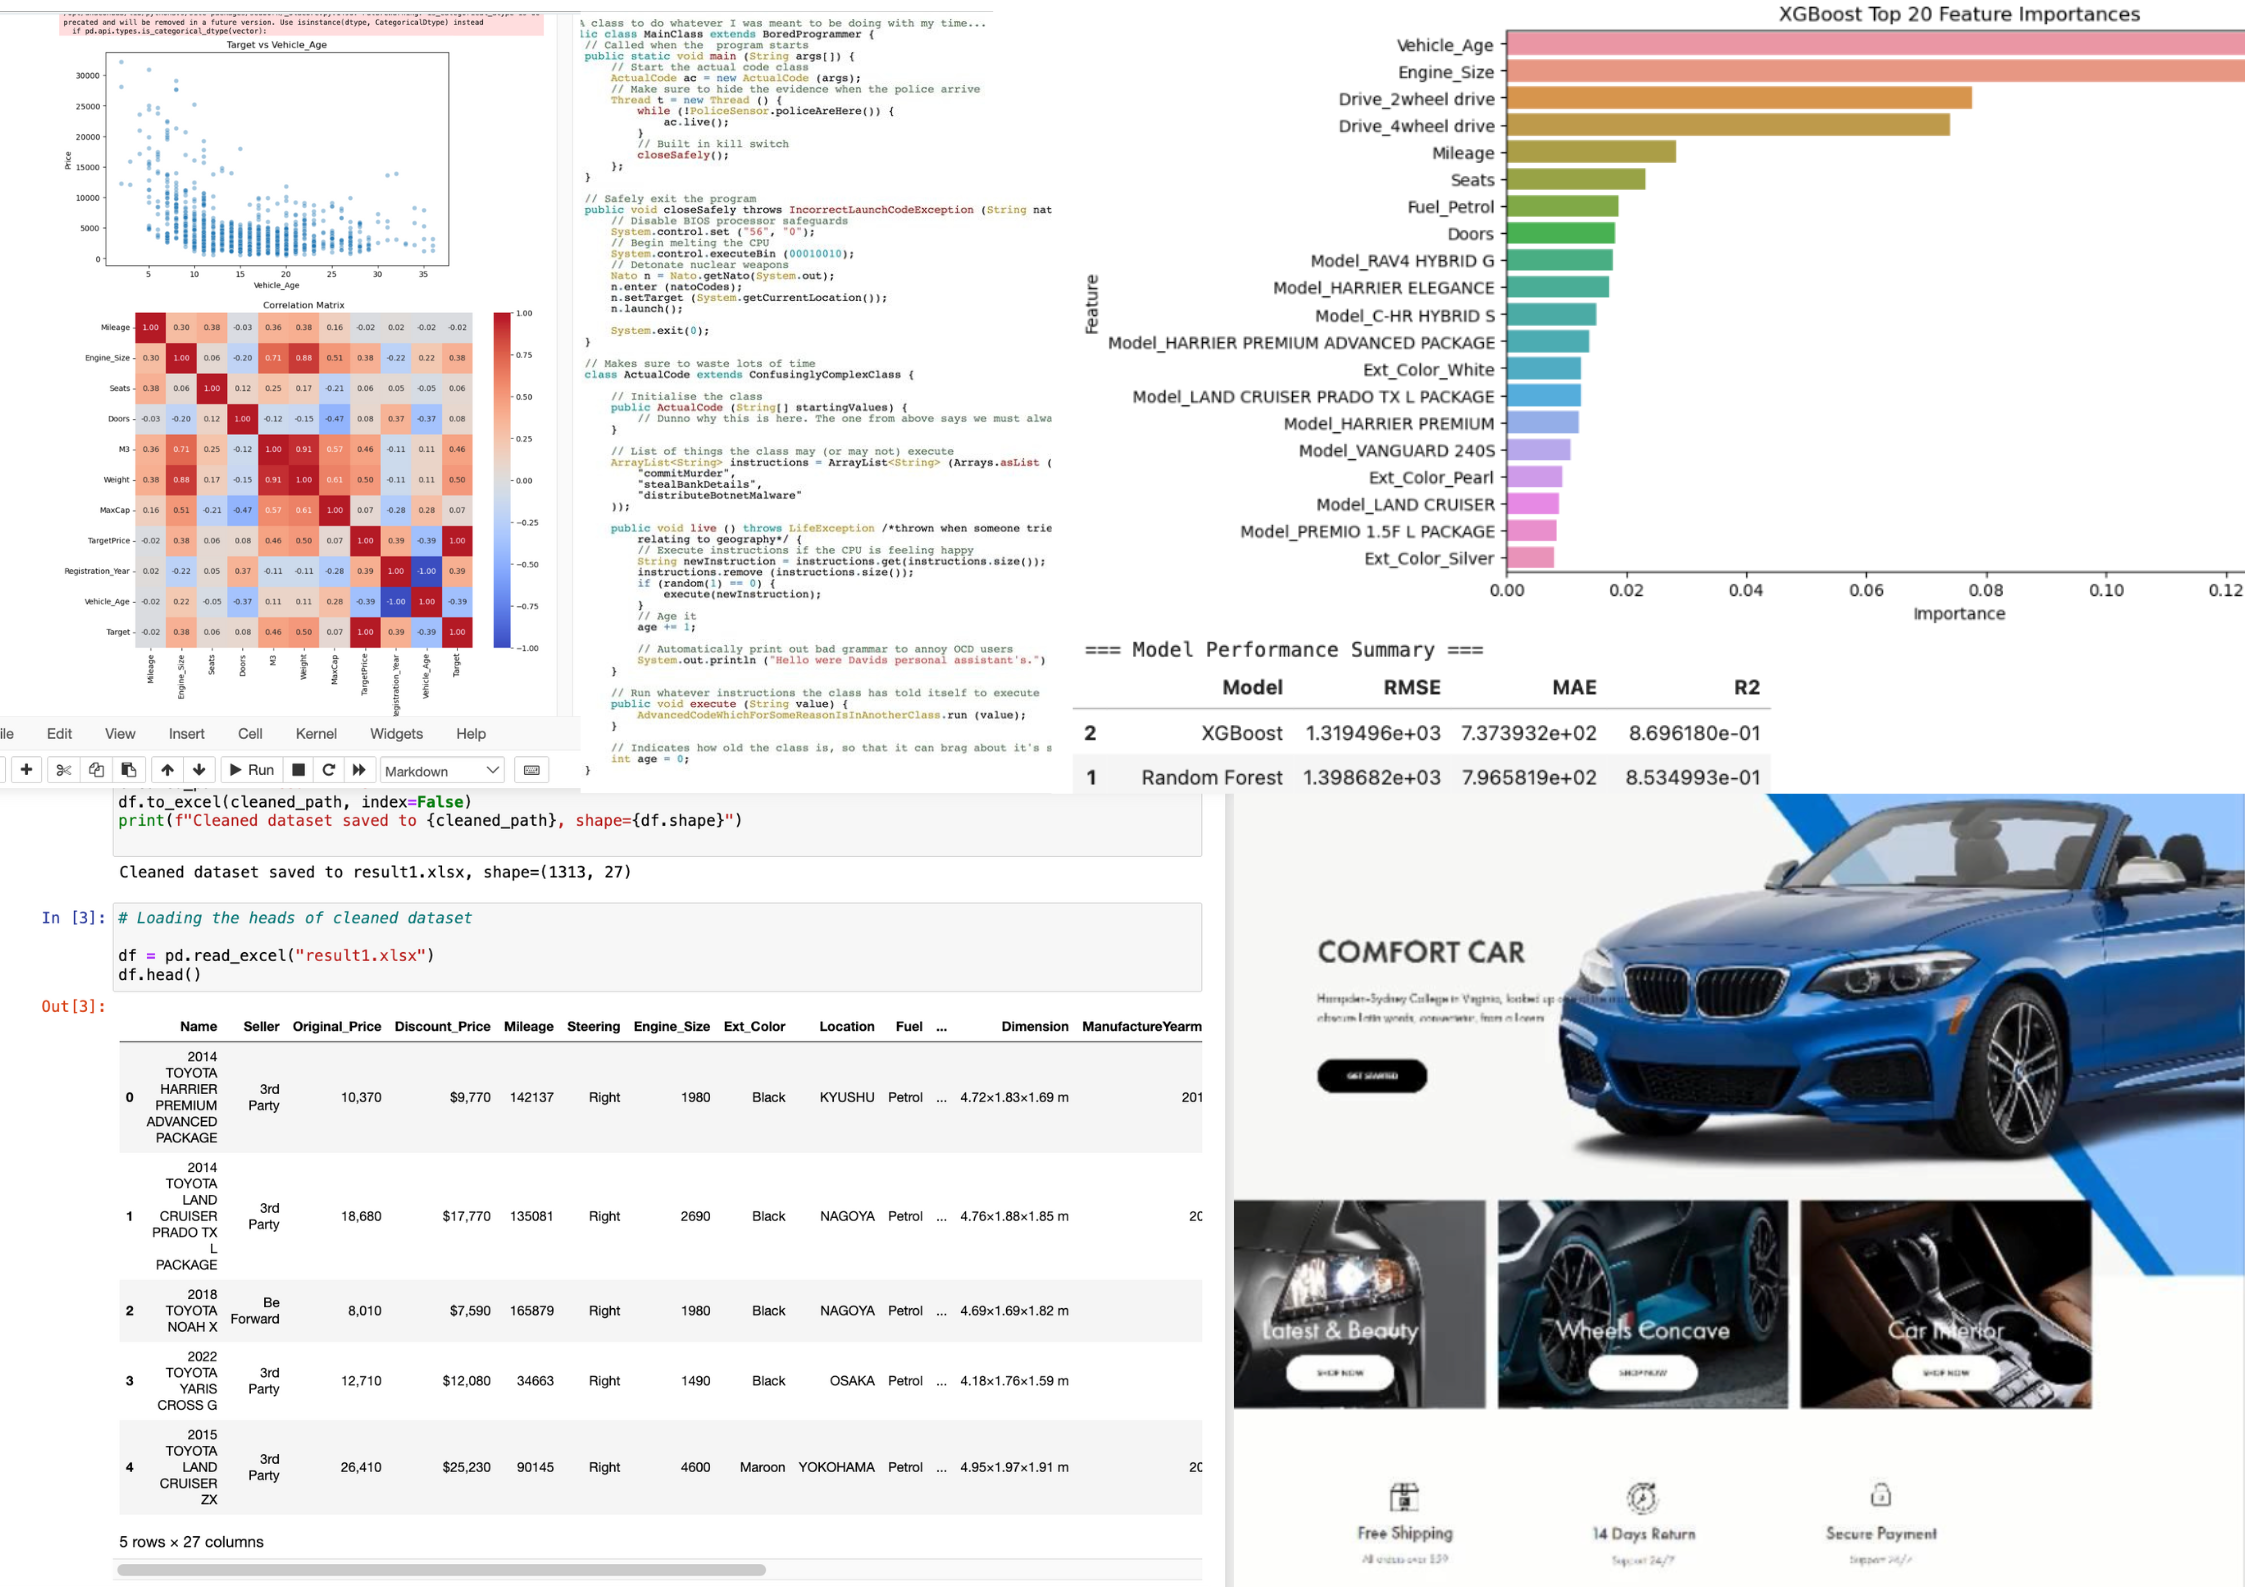 precated and will be removed in a future version. Use isinstance(dtype, CategoricalDtype) instead
if pd.api.types.is_categorical_dtype(vector):
Target vs Vehicle_Age
Price
30000
25000
20000
15000
10000
5000
0
5 10 15 20 25 30 35
Vehicle_Age
Correlation Matrix
Mileage 1.00 0.30 0.38 -0.03 0.36 0.38 0.16 -0.02 0.02 -0.02 -0.02
Engine_Size 0.30 1.00 0.06 -0.20 0.71 0.88 0.51 0.38 -0.22 0.22 0.38
Seats 0.38 0.06 1.00 0.12 0.25 0.17 -0.21 0.06 0.05 -0.05 0.06
Doors -0.03 -0.20 0.12 1.00 -0.12 -0.15 -0.47 0.08 0.37 -0.37 0.08
M3 0.36 0.71 0.25 -0.12 1.00 0.91 0.57 0.46 -0.11 0.11 0.46
Weight 0.38 0.88 0.17 -0.15 0.91 1.00 0.61 0.50 -0.11 0.11 0.50
MaxCap 0.16 0.51 -0.21 -0.47 0.57 0.61 1.00 0.07 -0.28 0.28 0.07
TargetPrice -0.02 0.38 0.06 0.08 0.46 0.50 0.07 1.00 0.39 -0.39 1.00
Registration_Year 0.02 -0.22 0.05 0.37 -0.11 -0.11 -0.28 0.39 1.00 -1.00 0.39
Vehicle_Age -0.02 0.22 -0.05 -0.37 0.11 0.11 0.28 -0.39 -1.00 1.00 -0.39
Target -0.02 0.38 0.06 0.08 0.46 0.50 0.07 1.00 0.39 -0.39 1.00
Mileage Engine_Size Seats Doors M3 Weight MaxCap TargetPrice egistration_Year Vehicle_Age Target
1.00
0.75
0.50
0.25
0.00
−0.25
−0.50
−0.75
−1.00
ile Edit View Insert Cell Kernel Widgets Help
Run Markdown
class to do whatever I was meant to be doing with my time...
lic class MainClass extends BoredProgrammer {
// Called when the program starts
public static void main (String args[]) {
// Start the actual code class
ActualCode ac = new ActualCode (args);
// Make sure to hide the evidence when the police arrive
Thread t = new Thread () {
while (!PoliceSensor.policeAreHere()) {
ac.live();
}
// Built in kill switch
closeSafely();
};
}
// Safely exit the program
public void closeSafely throws IncorrectLaunchCodeException (String nat
// Disable BIOS processor safeguards
System.control.set ("56", "0");
// Begin melting the CPU
System.control.executeBin (00010010);
// Detonate nuclear weapons
Nato n = Nato.getNato(System.out);
n.enter (natoCodes);
n.setTarget (System.getCurrentLocation());
n.launch();
System.exit(0);
}
// Makes sure to waste lots of time
class ActualCode extends ConfusinglyComplexClass {
// Initialise the class
public ActualCode (String[] startingValues) {
// Dunno why this is here. The one from above says we must alwa
}
// List of things the class may (or may not) execute
ArrayList<String> instructions = ArrayList<String> (Arrays.asList (
"commitMurder",
"stealBankDetails",
"distributeBotnetMalware"
));
public void live () throws LifeException /*thrown when someone trie
relating to geography*/ {
// Execute instructions if the CPU is feeling happy
String newInstruction = instructions.get(instructions.size());
instructions.remove (instructions.size());
if (random(1) == 0) {
execute(newInstruction);
}
// Age it
age += 1;
// Automatically print out bad grammar to annoy OCD users
System.out.println ("Hello were Davids personal assistant's.")
}
// Run whatever instructions the class has told itself to execute
public void execute (String value) {
AdvancedCodeWhichForSomeReasonIsInAnotherClass.run (value);
}
// Indicates how old the class is, so that it can brag about it's s
int age = 0;
}
XGBoost Top 20 Feature Importances
Feature
Vehicle_Age
Engine_Size
Drive_2wheel drive
Drive_4wheel drive
Mileage
Seats
Fuel_Petrol
Doors
Model_RAV4 HYBRID G
Model_HARRIER ELEGANCE
Model_C-HR HYBRID S
Model_HARRIER PREMIUM ADVANCED PACKAGE
Ext_Color_White
Model_LAND CRUISER PRADO TX L PACKAGE
Model_HARRIER PREMIUM
Model_VANGUARD 240S
Ext_Color_Pearl
Model_LAND CRUISER
Model_PREMIO 1.5F L PACKAGE
Ext_Color_Silver
0.00 0.02 0.04 0.06 0.08 0.10 0.12
Importance
=== Model Performance Summary ===
Model RMSE MAE R2
2 XGBoost 1.319496e+03 7.373932e+02 8.696180e-01
1 Random Forest 1.398682e+03 7.965819e+02 8.534993e-01
df.to_excel(cleaned_path, index=False)
print(f"Cleaned dataset saved to {cleaned_path}, shape={df.shape}")
Cleaned dataset saved to result1.xlsx, shape=(1313, 27)
In [3]: # Loading the heads of cleaned dataset
df = pd.read_excel("result1.xlsx")
df.head()
Out[3]:
Name Seller Original_Price Discount_Price Mileage Steering Engine_Size Ext_Color Location Fuel ... Dimension ManufactureYearm
0 2014 TOYOTA HARRIER PREMIUM ADVANCED PACKAGE 3rd Party 10,370 $9,770 142137 Right 1980 Black KYUSHU Petrol ... 4.72×1.83×1.69 m 201
1 2014 TOYOTA LAND CRUISER PRADO TX L PACKAGE 3rd Party 18,680 $17,770 135081 Right 2690 Black NAGOYA Petrol ... 4.76×1.88×1.85 m 20
2 2018 TOYOTA NOAH X Be Forward 8,010 $7,590 165879 Right 1980 Black NAGOYA Petrol ... 4.69×1.69×1.82 m
3 2022 TOYOTA YARIS CROSS G 3rd Party 12,710 $12,080 34663 Right 1490 Black OSAKA Petrol ... 4.18×1.76×1.59 m
4 2015 TOYOTA LAND CRUISER ZX 3rd Party 26,410 $25,230 90145 Right 4600 Maroon YOKOHAMA Petrol ... 4.95×1.97×1.91 m 20
5 rows × 27 columns
COMFORT CAR
Hampden-Sydney College in Virginia, looked up
obscure Latin words, consectetur, from a Lorem
GET STARTED
Latest & Beauty
SHOP NOW
Wheels Concave
SHOP NOW
Car Interior
SHOP NOW
Free Shipping
All orders over $99
14 Days Return
Support 24/7
Secure Payment
Support 24/7